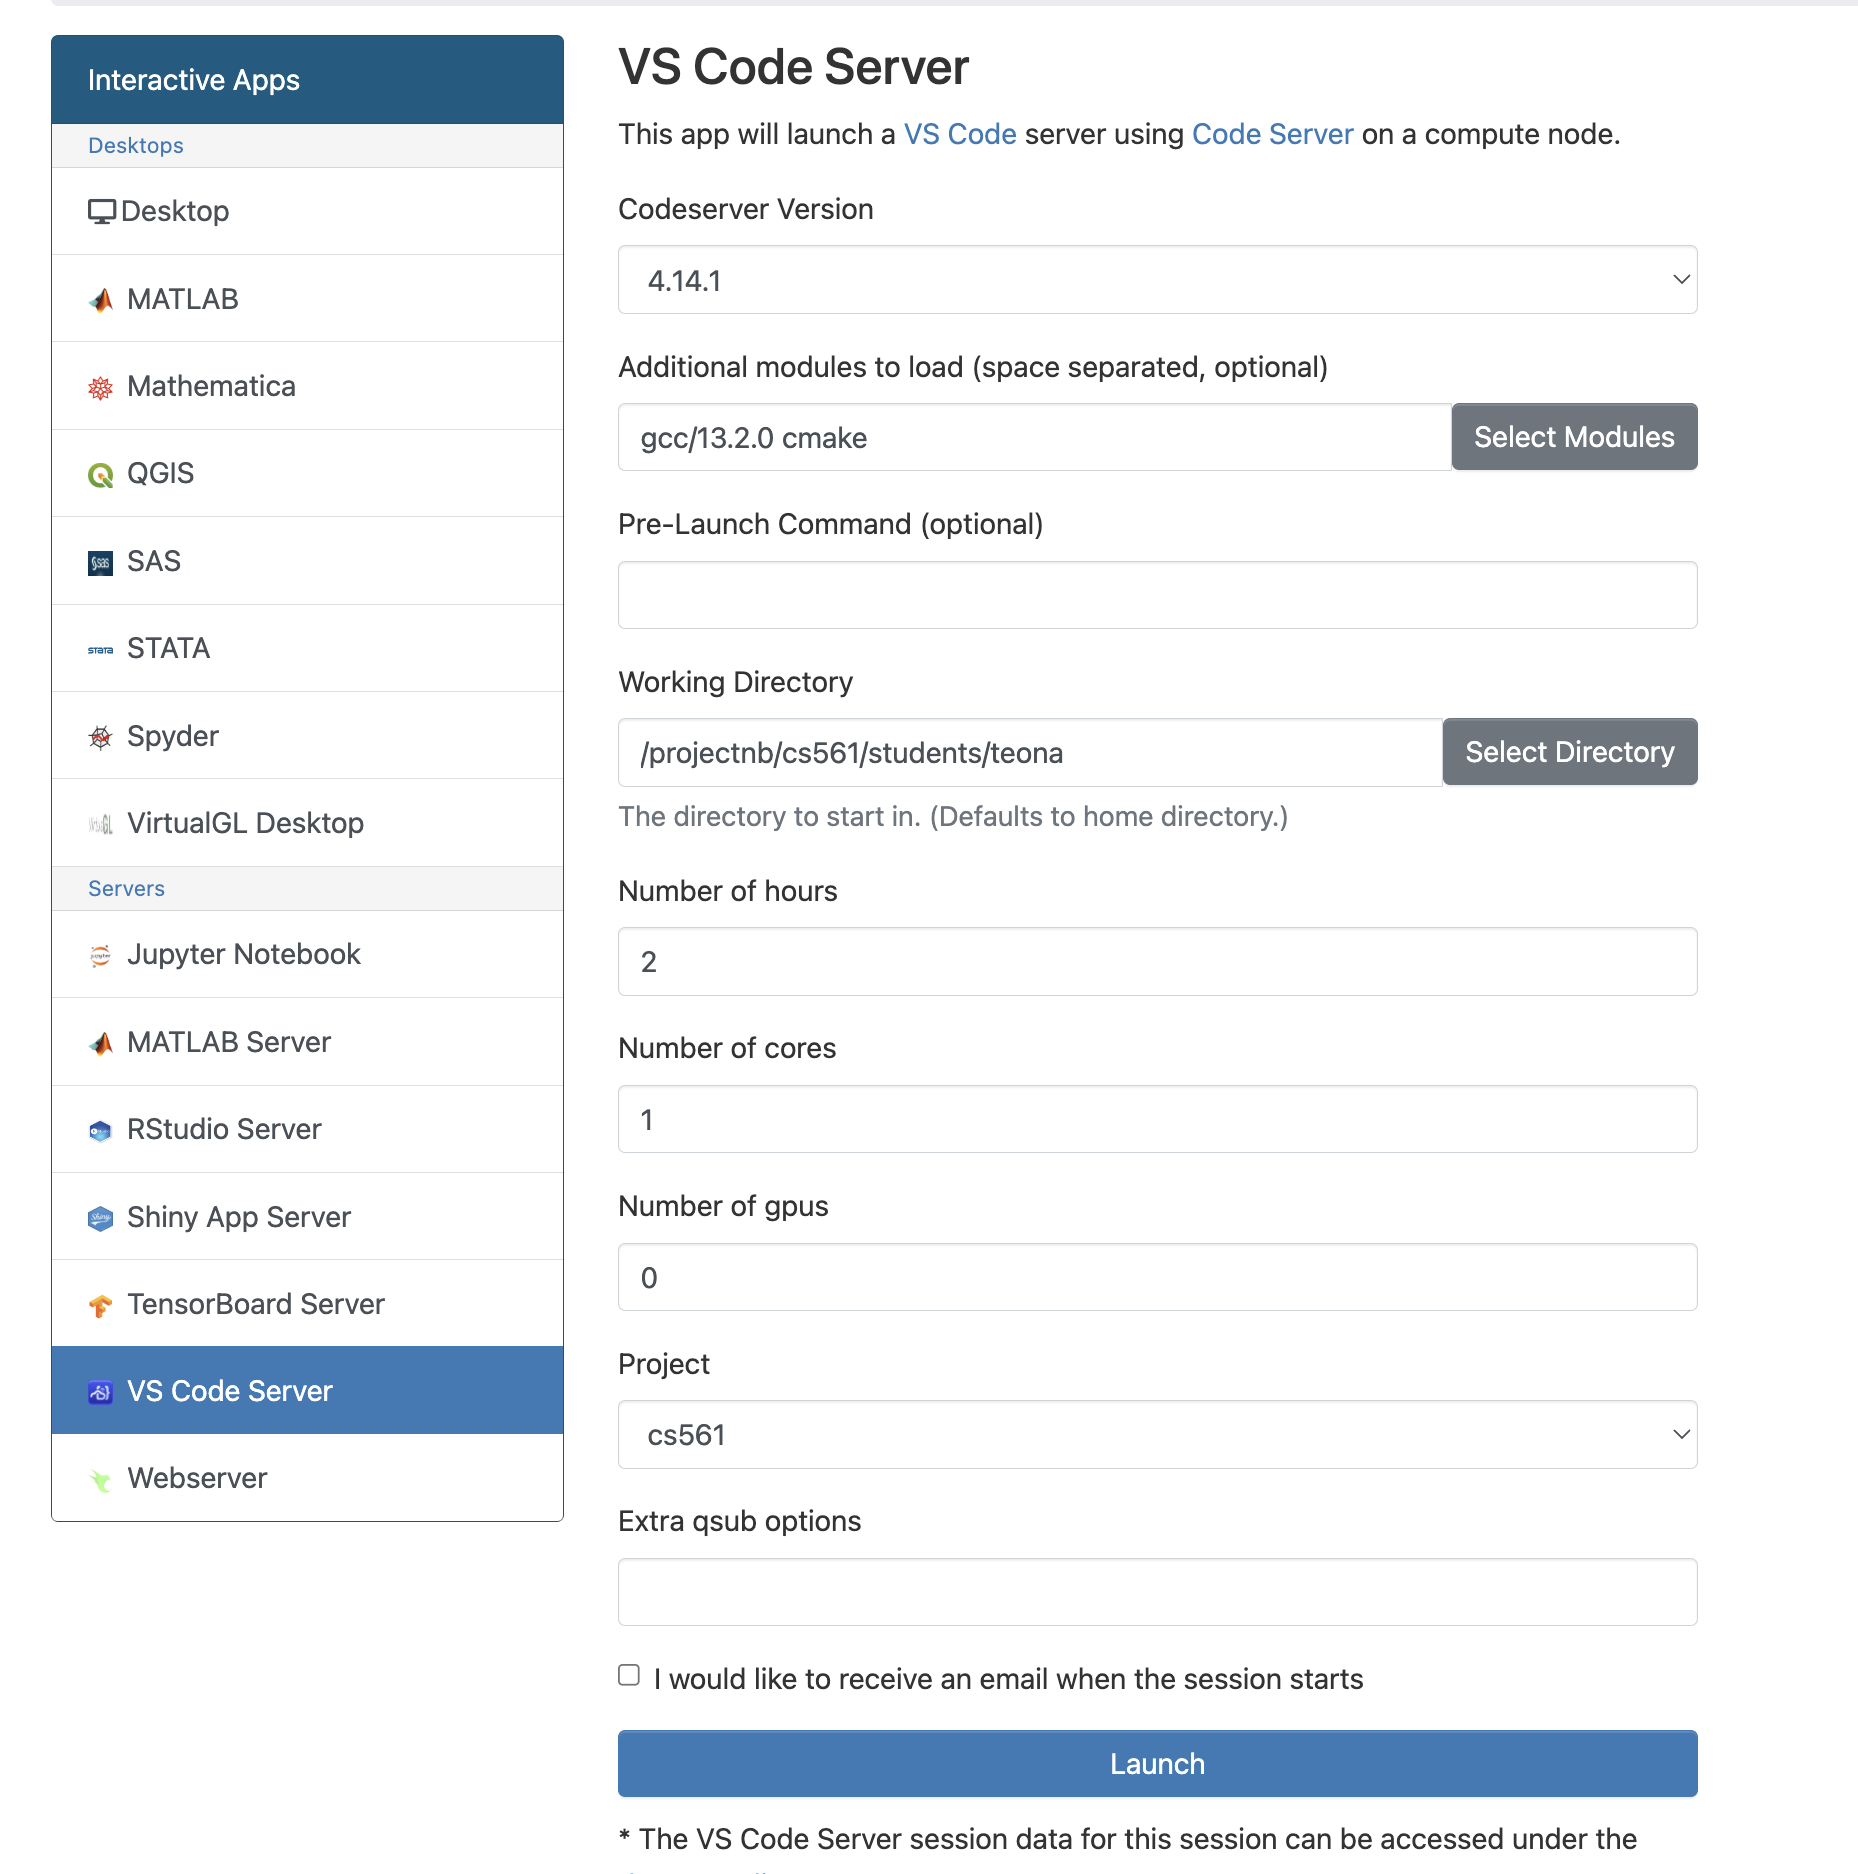 Interactive Apps
Desktops
Desktop
MATLAB
Mathematica
QGIS
SAS
STATA
Spyder
VirtualGL Desktop
Servers
Jupyter Notebook
MATLAB Server
RStudio Server
Shiny App Server
TensorBoard Server
VS Code Server
Webserver
VS Code Server
This app will launch a VS Code server using Code Server on a compute node.
Codeserver Version
4.14.1
Additional modules to load (space separated, optional)
gcc/13.2.0 cmake
Select Modules
Pre-Launch Command (optional)
Working Directory
/projectnb/cs561/students/teona
Select Directory
The directory to start in. (Defaults to home directory.)
Number of hours
2
Number of cores
1
Number of gpus
0
Project
cs561
Extra qsub options
I would like to receive an email when the session starts
Launch
* The VS Code Server session data for this session can be accessed under the